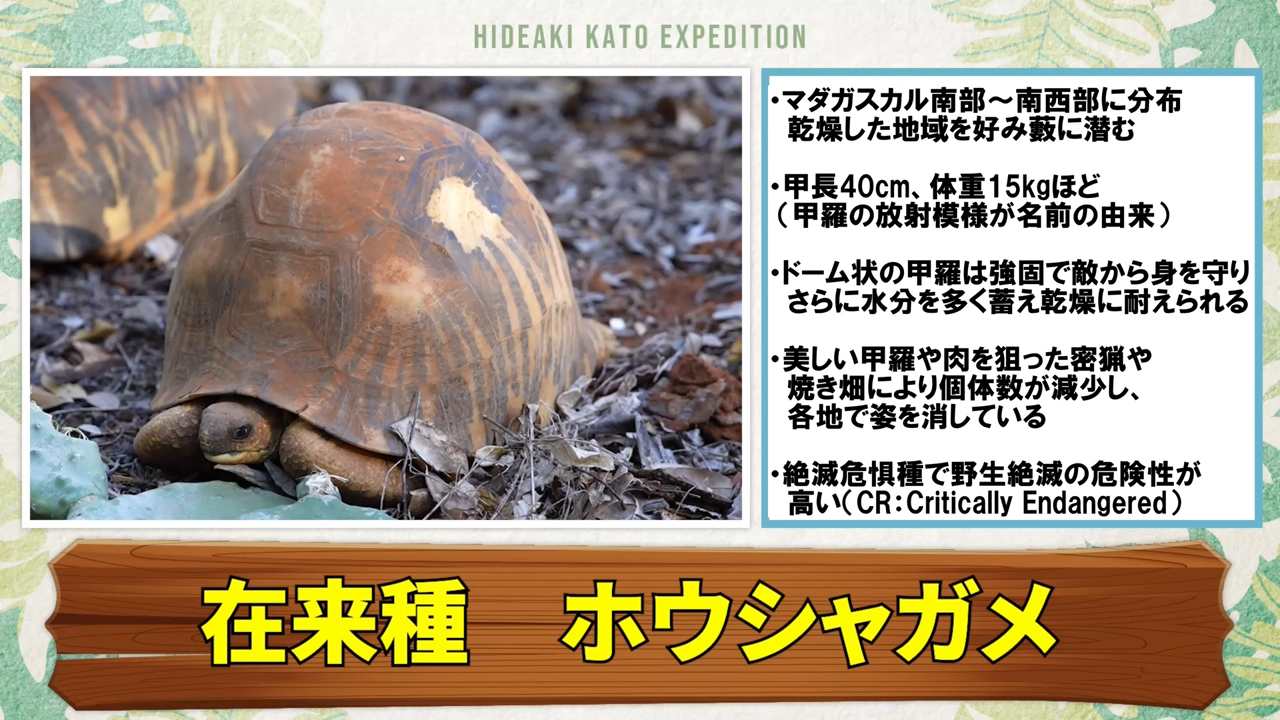 HIDEAKI KATO EXPEDITION
・マダガスカル南部～南西部に分布
乾燥した地域を好み藪に潜む
・甲長40cm、体重15kgほど
(甲羅の放射模様が名前の由来)
・ドーム状の甲羅は強固で敵から身を守り
さらに水分を多く蓄え乾燥に耐えられる
・美しい甲羅や肉を狙った密猟や
焼き畑により個体数が減少し、
各地で姿を消している
・絶滅危惧種で野生絶滅の危険性が
高い(CR:Critically Endangered)
在来種　ホウシャガメ